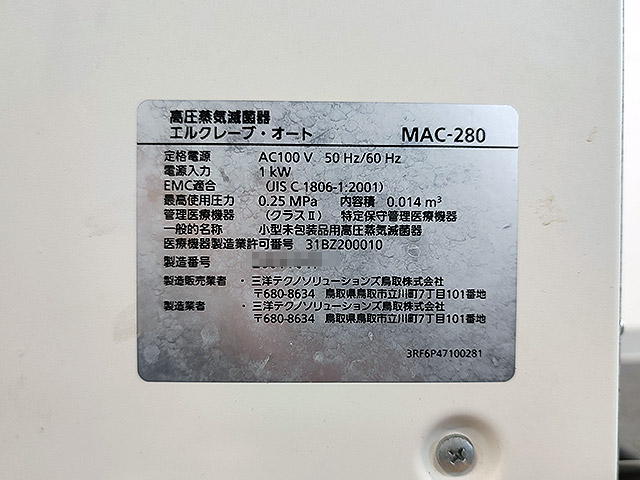 高圧蒸気滅菌器
エルクレーブ・オート MAC-280
定格電源 AC100 V 50 Hz/60 Hz
電源入力 1 kW
EMC適合 (JIS C 1806-1:2001)
最高使用圧力 0.25 MPa 内容積 0.014 m³
管理医療機器 (クラスⅡ) 特定保守管理医療機器
一般的名称 小型未包装品用高圧蒸気滅菌器
医療機器製造業許可番号 31BZ200010
製造番号
製造販売業者 ・三洋テクノソリューションズ鳥取株式会社
〒680-8634 鳥取県鳥取市立川町7丁目101番地
製造業者 ・三洋テクノソリューションズ鳥取株式会社
〒680-8634 鳥取県鳥取市立川町7丁目101番地
3RF6P47100281